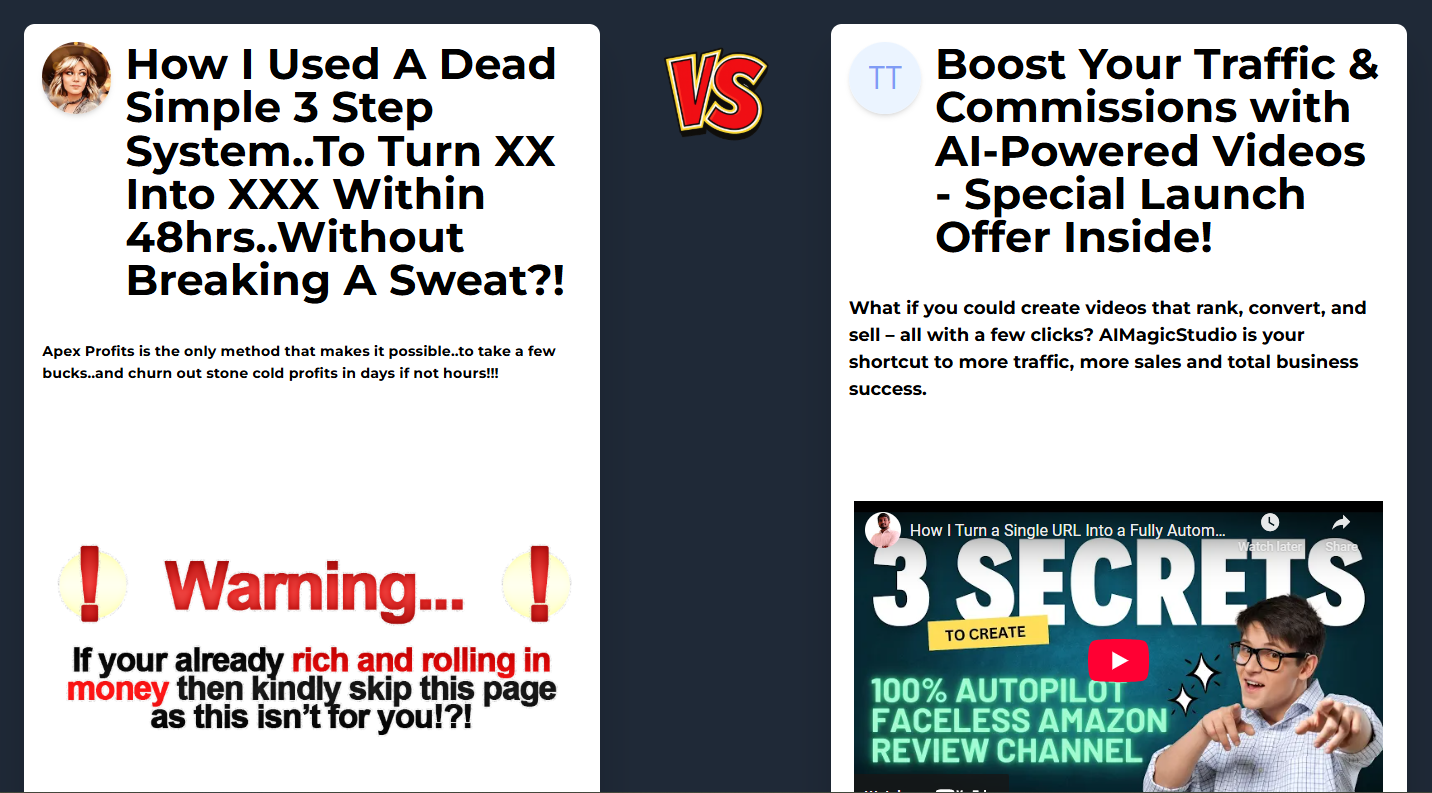 How I Used A Dead
Simple 3 Step
System..To Turn XX
Into XXX Within
48hrs..Without
Breaking A Sweat?!
Apex Profits is the only method that makes it possible..to take a few
bucks..and churn out stone cold profits in days if not hours!!!
Warning...
If your already rich and rolling in
money then kindly skip this page
as this isn't for you!?!
VS
TT
Boost Your Traffic &
Commissions with
AI-Powered Videos
- Special Launch
Offer Inside!
What if you could create videos that rank, convert, and
sell – all with a few clicks? AIMagicStudio is your
shortcut to more traffic, more sales and total business
success.
How I Turn a Single URL Into a Fully Autom...
Watch later
Share
3 SECRETS
TO CREATE
100% AUTOPILOT
FACELESS AMAZON
REVIEW CHANNEL